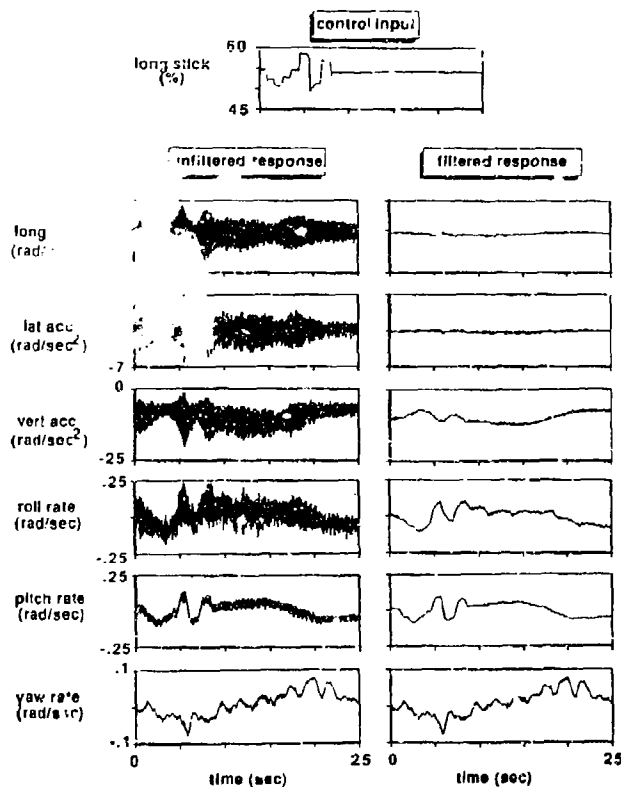 control input
60
long stick
(%)
45
nfiltered response
filtered response
long
lat acc
(rad/sec²)
-7
0
vert acc
(rad/sec²)
-25
.25
roll rate
(rad/sec)
-.25
.25
pitch rate
(rad/sec)
-.25
.1
yaw rate
-.1
0
25
0
25
time (sec)
time (sec)